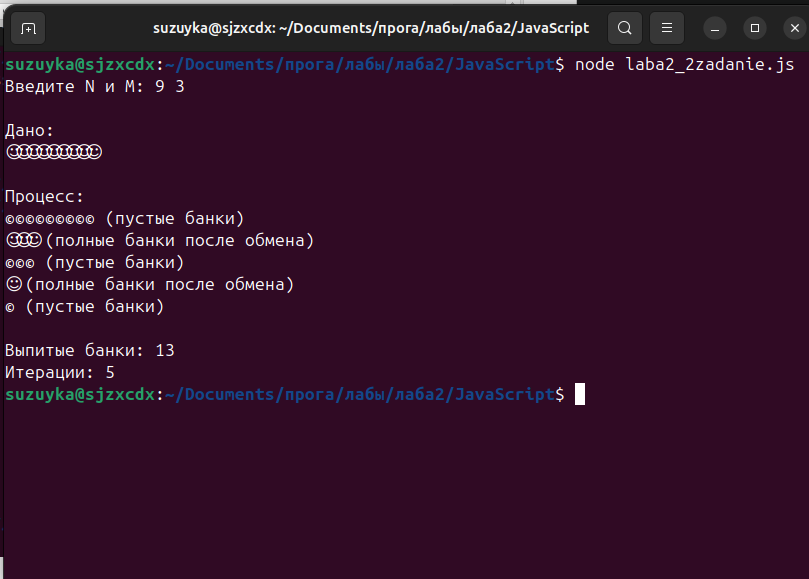 suzuyka@sjzxcdx: ~/Documents/прога/лабы/лаба2/JavaScript
suzuyka@sjzxcdx:~/Documents/прога/лабы/лаба2/JavaScript$ node laba2_2zadanie.js
Введите N и M: 9 3
Дано:
☺☺☺☺☺☺☺☺☺
Процесс:
©©©©©©©©© (пустые банки)
☺☺☺(полные банки после обмена)
©©© (пустые банки)
☺(полные банки после обмена)
© (пустые банки)
Выпитые банки: 13
Итерации: 5
suzuyka@sjzxcdx:~/Documents/прога/лабы/лаба2/JavaScript$